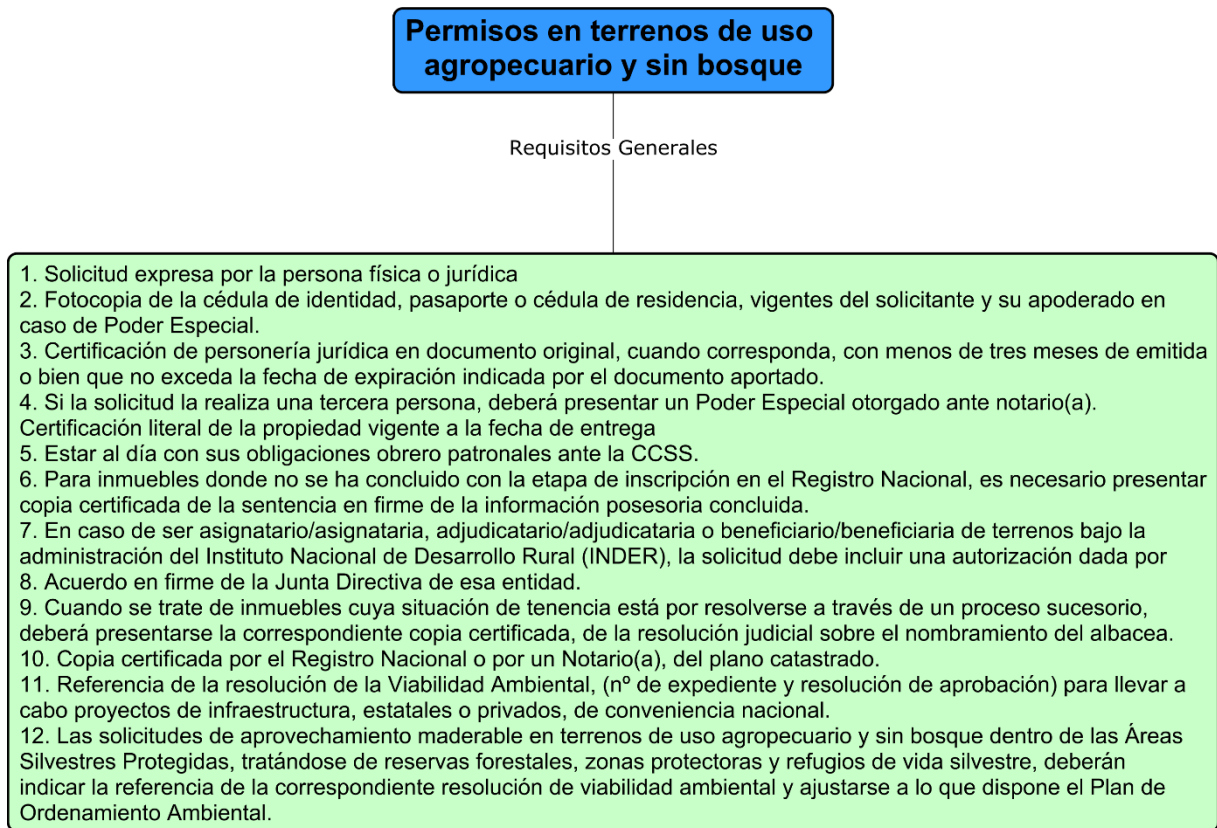 Permisos en terrenos de uso
agropecuario y sin bosque
Requisitos Generales
1. Solicitud expresa por la persona física o jurídica
2. Fotocopia de la cédula de identidad, pasaporte o cédula de residencia, vigentes del solicitante y su apoderado en
caso de Poder Especial.
3. Certificación de personería jurídica en documento original, cuando corresponda, con menos de tres meses de emitida
o bien que no exceda la fecha de expiración indicada por el documento aportado.
4. Si la solicitud la realiza una tercera persona, deberá presentar un Poder Especial otorgado ante notario(a).
Certificación literal de la propiedad vigente a la fecha de entrega
5. Estar al día con sus obligaciones obrero patronales ante la CCSS.
6. Para inmuebles donde no se ha concluido con la etapa de inscripción en el Registro Nacional, es necesario presentar
copia certificada de la sentencia en firme de la información posesoria concluida.
7. En caso de ser asignatario/asignataria, adjudicatario/adjudicataria o beneficiario/beneficiaria de terrenos bajo la
administración del Instituto Nacional de Desarrollo Rural (INDER), la solicitud debe incluir una autorización dada por
8. Acuerdo en firme de la Junta Directiva de esa entidad.
9. Cuando se trate de inmuebles cuya situación de tenencia está por resolverse a través de un proceso sucesorio,
deberá presentarse la correspondiente copia certificada, de la resolución judicial sobre el nombramiento del albacea.
10. Copia certificada por el Registro Nacional o por un Notario(a), del plano catastrado.
11. Referencia de la resolución de la Viabilidad Ambiental, (nº de expediente y resolución de aprobación) para llevar a
cabo proyectos de infraestructura, estatales o privados, de conveniencia nacional.
12. Las solicitudes de aprovechamiento maderable en terrenos de uso agropecuario y sin bosque dentro de las Áreas
Silvestres Protegidas, tratándose de reservas forestales, zonas protectoras y refugios de vida silvestre, deberán
indicar la referencia de la correspondiente resolución de viabilidad ambiental y ajustarse a lo que dispone el Plan de
Ordenamiento Ambiental.